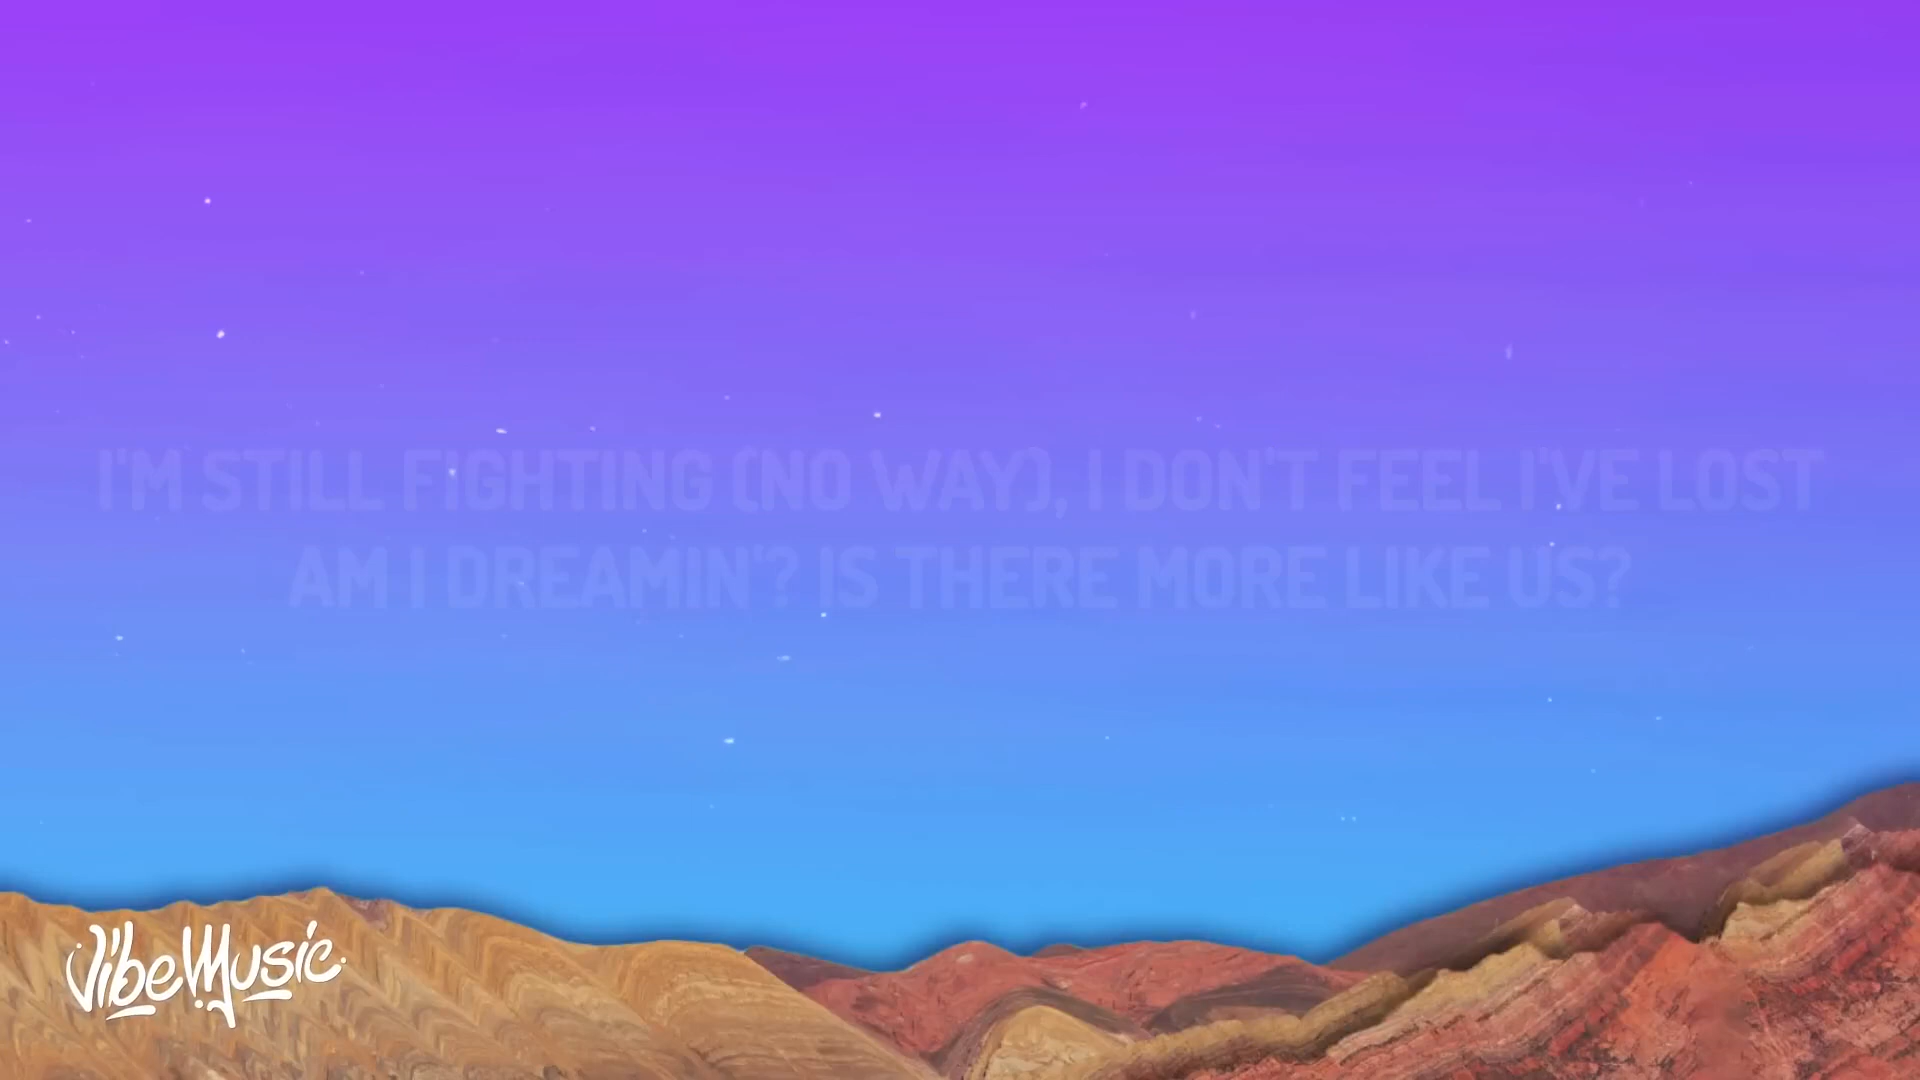 I'M STILL FIGHTING (NO WAY), I DON'T FEEL I'VE LOST
AM I DREAMIN'? IS THERE MORE LIKE US?
VibeMusic.